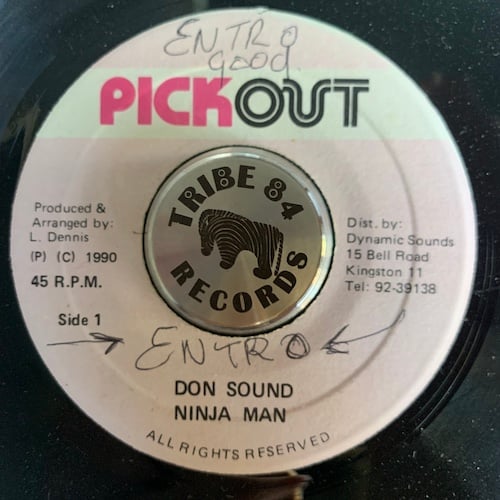 ENTRO
good
PICKOUT
TRIBE 84
RECORDS
Produced &
Arranged by:
L. Dennis
(P) (C) 1990
45 R.P.M.
Side 1
Dist. by:
Dynamic Sounds
15 Bell Road
Kingston 11
Tel: 92-39138
→ ENTRO ←
DON SOUND
NINJA MAN
ALL RIGHTS RESERVED